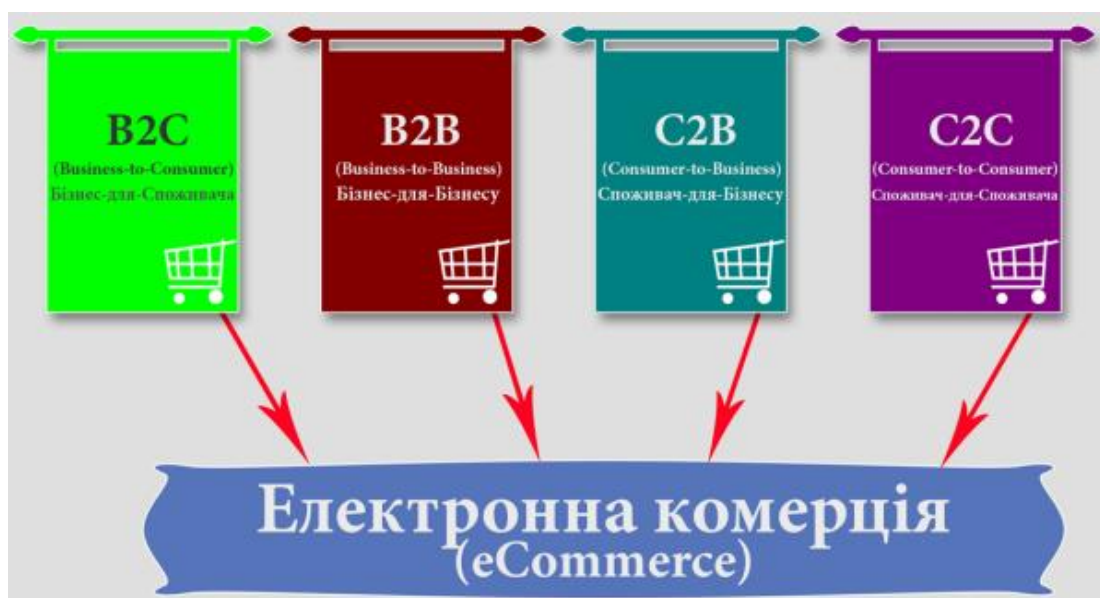 B2C
(Business-to-Consumer)
Бізнес-для-Споживача
B2B
(Business-to-Business)
Бізнес-для-Бізнесу
C2B
(Consumer-to-Business)
Споживач-для-Бізнесу
C2C
(Consumer-to-Consumer)
Споживач-для-Споживача
Електронна комерція
(eCommerce)